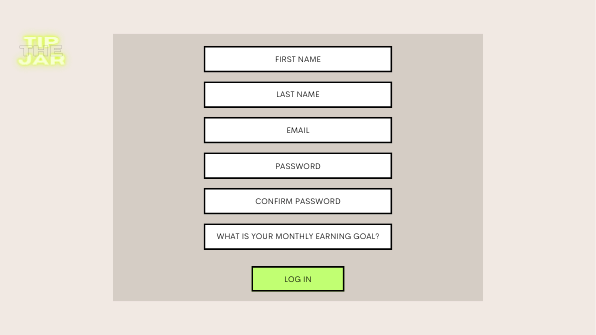 TIP
THE
JAR
FIRST NAME
LAST NAME
EMAIL
PASSWORD
CONFIRM PASSWORD
WHAT IS YOUR MONTHLY EARNING GOAL?
LOG IN